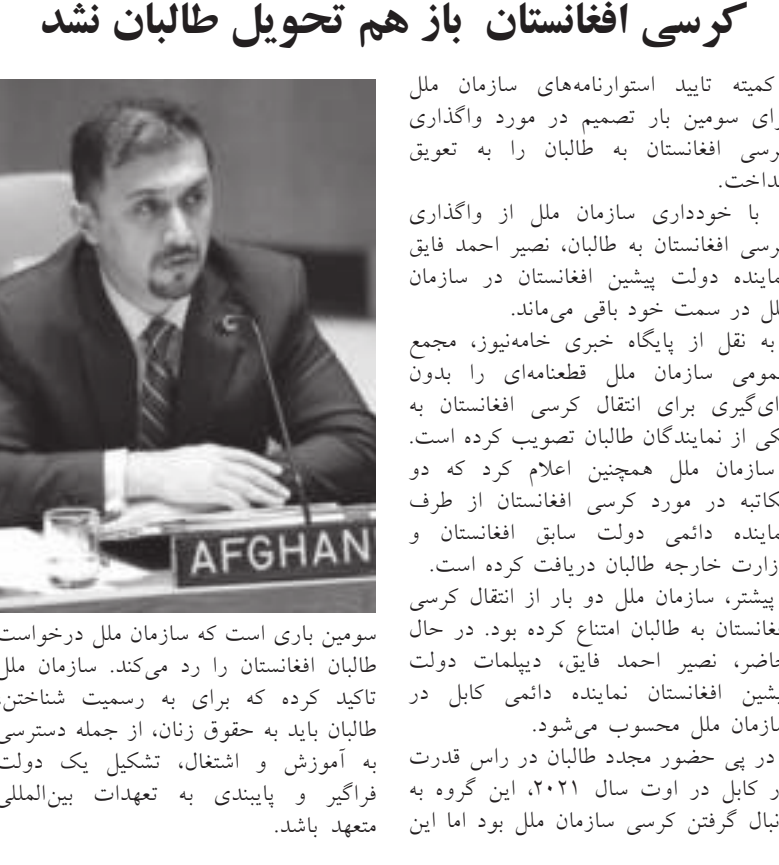 کرسی افغانستان باز هم تحویل طالبان نشد
کمیته تایید استوارنامه‌های سازمان ملل
رای سومین بار تصمیم در مورد واگذاری
رسی افغانستان به طالبان را به تعویق
داخت.
با خودداری سازمان ملل از واگذاری
رسی افغانستان به طالبان، نصیر احمد فایق
ماینده دولت پیشین افغانستان در سازمان
لل در سمت خود باقی می‌ماند.
به نقل از پایگاه خبری خامه‌نیوز، مجمع
مومی سازمان ملل قطعنامه‌ای را بدون
ای‌گیری برای انتقال کرسی افغانستان به
کی از نمایندگان طالبان تصویب کرده است.
سازمان ملل همچنین اعلام کرد که دو
کاتبه در مورد کرسی افغانستان از طرف
ماینده دائمی دولت سابق افغانستان و
زارت خارجه طالبان دریافت کرده است.
پیشتر، سازمان ملل دو بار از انتقال کرسی
فغانستان به طالبان امتناع کرده بود. در حال
حاضر، نصیر احمد فایق، دیپلمات دولت
یشین افغانستان نماینده دائمی کابل در
سازمان ملل محسوب می‌شود.
در پی حضور مجدد طالبان در راس قدرت
ر کابل در اوت سال ۲۰۲۱، این گروه به
نبال گرفتن کرسی سازمان ملل بود اما این
AFGHAN
سومین باری است که سازمان ملل درخواست
طالبان افغانستان را رد می‌کند. سازمان ملل
تاکید کرده که برای به رسمیت شناختن،
طالبان باید به حقوق زنان، از جمله دسترسی
به آموزش و اشتغال، تشکیل یک دولت
فراگیر و پایبندی به تعهدات بین‌المللی
متعهد باشد.